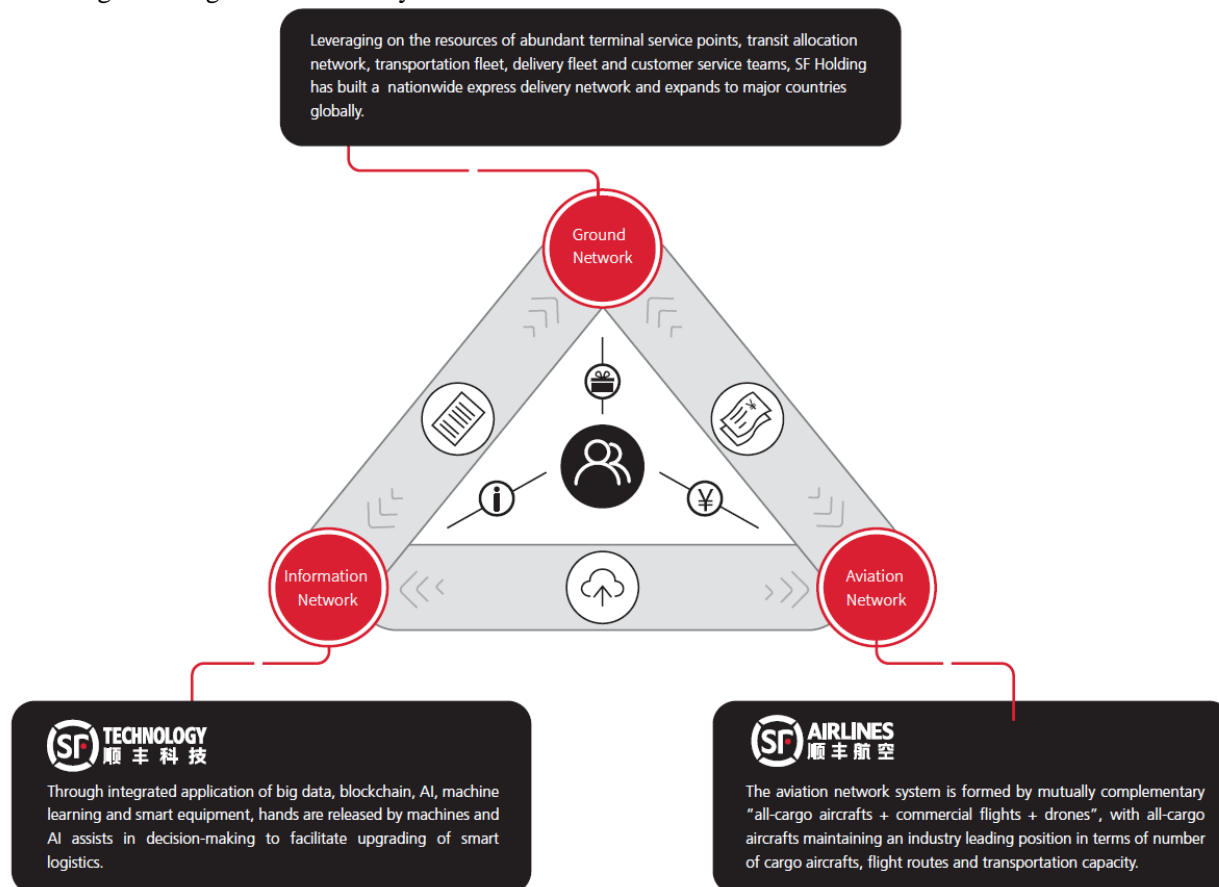 Leveraging on the resources of abundant terminal service points, transit allocation
network, transportation fleet, delivery fleet and customer service teams, SF Holding
has built a nationwide express delivery network and expands to major countries
globally.
Ground
Network
¥
i
¥
Information
Network
Aviation
Network
SF TECHNOLOGY
顺丰科技
Through integrated application of big data, blockchain, AI, machine
learning and smart equipment, hands are released by machines and
AI assists in decision-making to facilitate upgrading of smart
logistics.
SF AIRLINES
顺丰航空
The aviation network system is formed by mutually complementary
“all-cargo aircrafts + commercial flights + drones”, with all-cargo
aircrafts maintaining an industry leading position in terms of number
of cargo aircrafts, flight routes and transportation capacity.